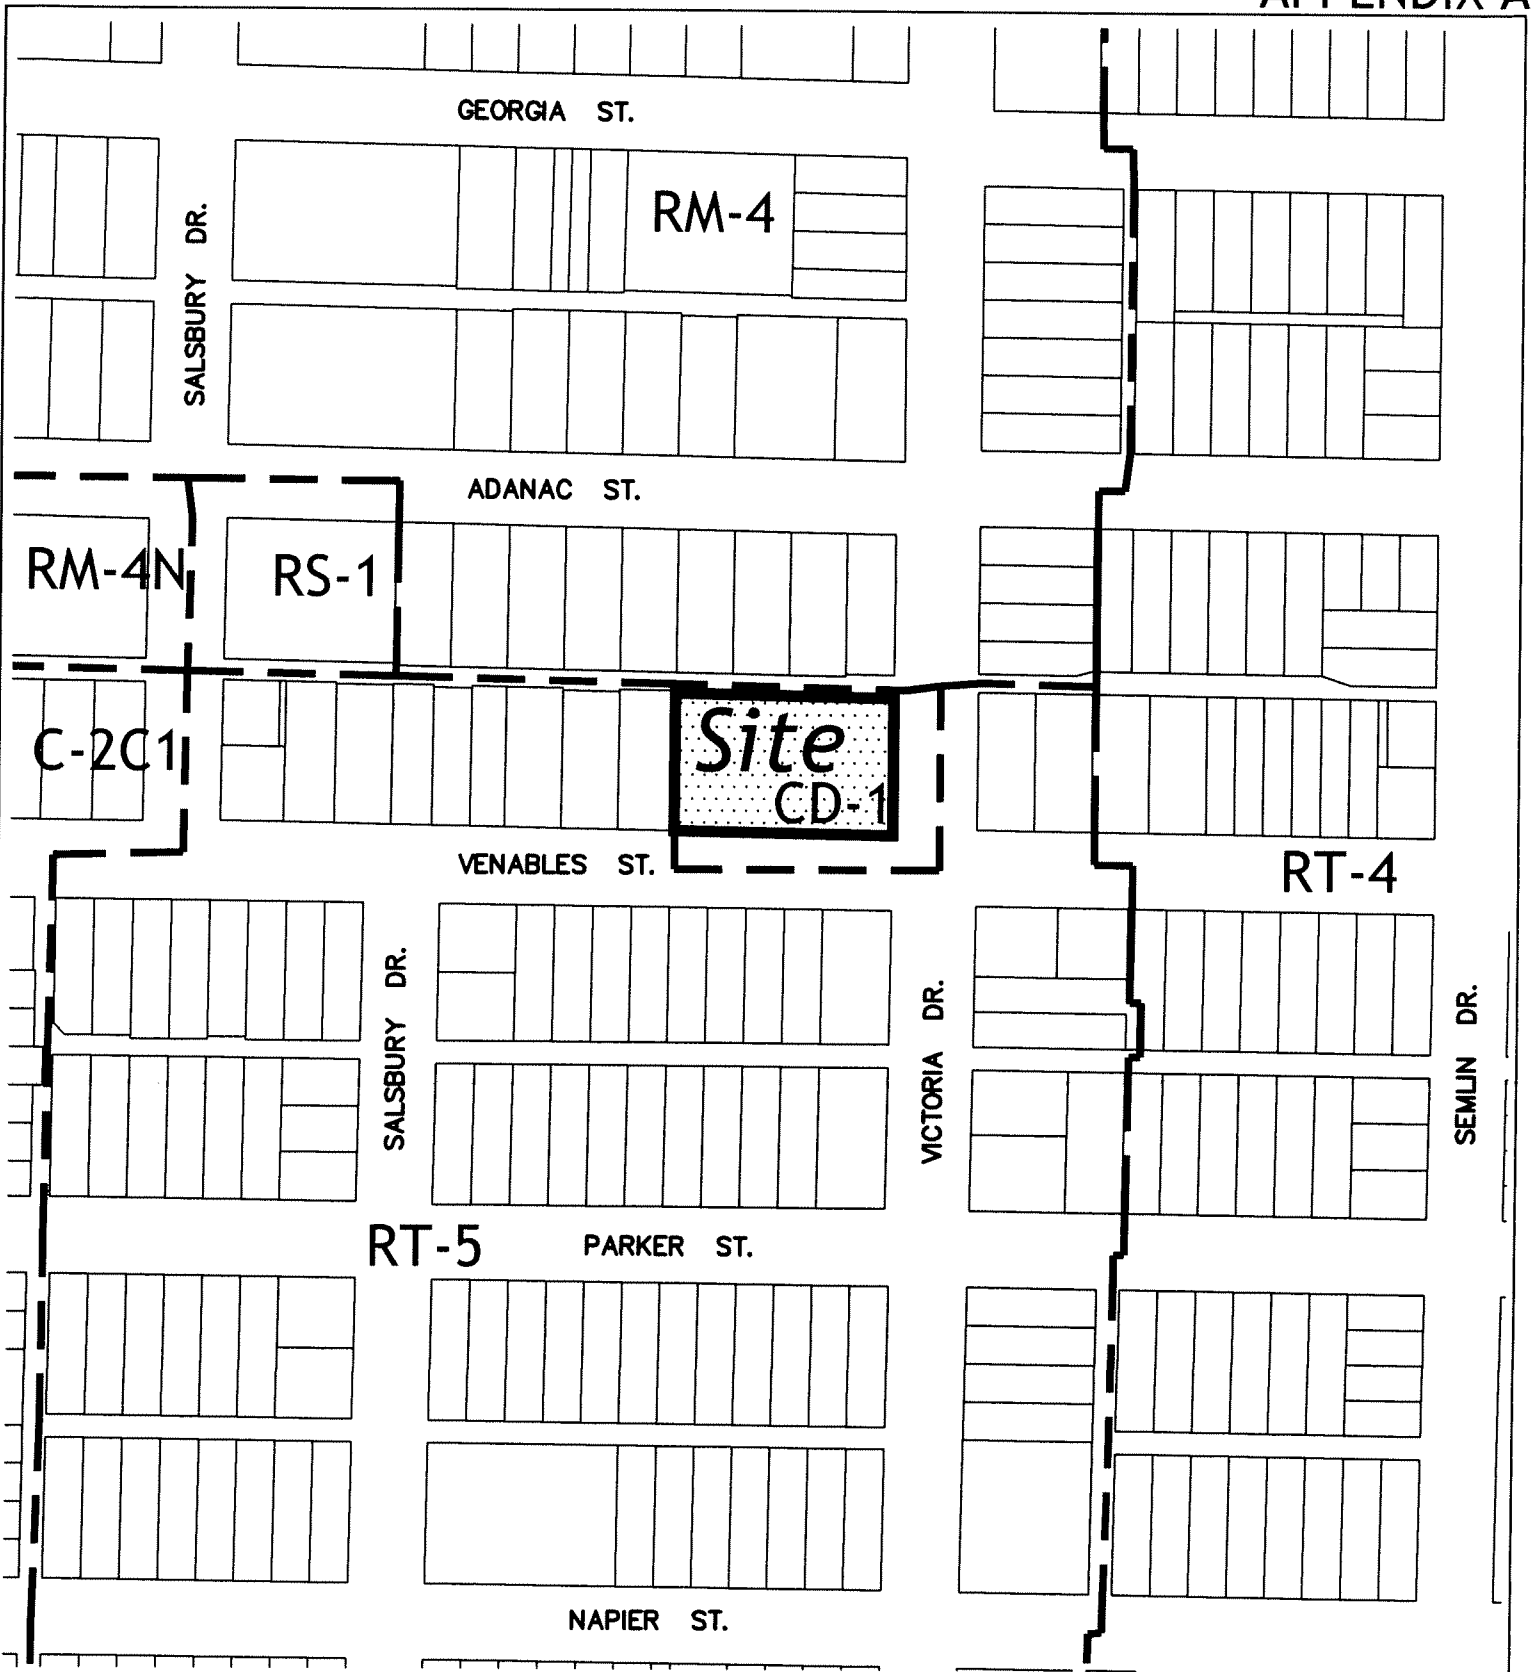 APPENDIX A
GEORGIA ST.
RM-4
SALSBURY DR.
ADANAC ST.
RM-4N
RS-1
Site
C-2C1
CD-1
VENABLES ST.
RT-4
SALSBURY DR.
VICTORIA DR.
SEMLIN DR.
RT-5
PARKER ST.
NAPIER ST.